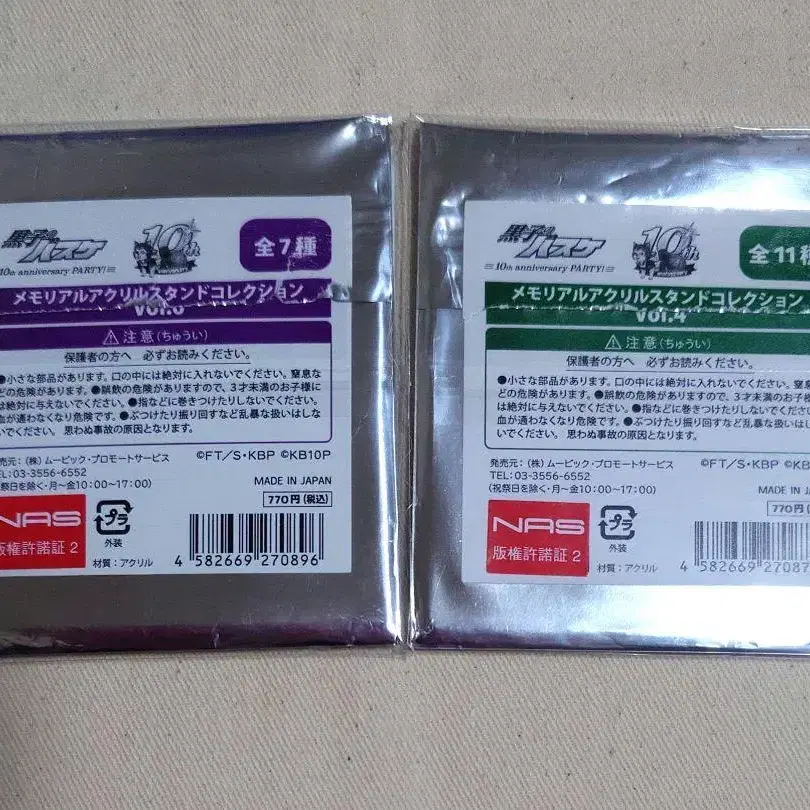 黒子のバスケ
10th anniversary PARTY!
10th
全7種
メモリアルアクリルスタンドコレクション
vol.6
⚠注意(ちゅうい)
保護者の方へ 必ずお読みください。
●小さな部品があります。口の中には絶対に入れないでください。窒息な
どの危険があります。●誤飲の危険がありますので、3才未満のお子様に
は絶対に与えないでください。●指などに巻きつけたりしないでください。
血が通わなくなり危険です。●ぶつけたり振り回すなど乱暴な扱いはしな
いでください。 思わぬ事故の原因となります。
発売元:(株)ムービック・プロモートサービス
©FT/S・KBP ©KB10P
TEL:03-3556-6552
(祝祭日を除く・月~金10:00~17:00)
MADE IN JAPAN
770円(税込)
NAS
版権許諾証 2
プラ
外装
材質:アクリル
4 582669 270896
黒子のバスケ
10th anniversary PARTY!
10th
全11種
メモリアルアクリルスタンドコレクション
vol.4
⚠注意(ちゅうい)
保護者の方へ 必ずお読みください。
●小さな部品があります。口の中には絶対に入れないでください。窒息な
どの危険があります。●誤飲の危険がありますので、3才未満のお子様に
は絶対に与えないでください。●指などに巻きつけたりしないでください。
血が通わなくなり危険です。●ぶつけたり振り回すなど乱暴な扱いはしな
いでください。 思わぬ事故の原因となります。
発売元:(株)ムービック・プロモートサービス
©FT/S・KBP ©KB10
TEL:03-3556-6552
(祝祭日を除く・月~金10:00~17:00)
MADE IN JAPA
770円(税込
NAS
版権許諾証 2
プラ
外装
材質:アクリル
4 582669 27087